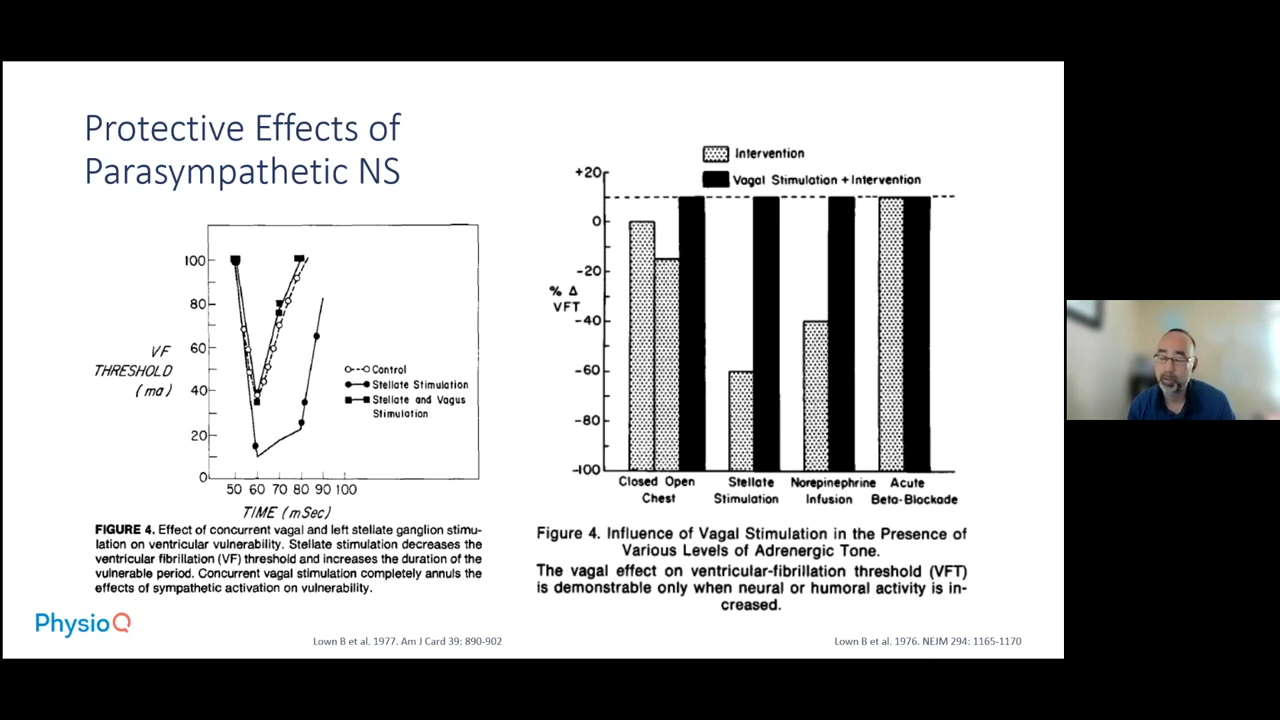 Protective Effects of
Parasympathetic NS
100
80
60
40
20
0
VF
THRESHOLD
(ma)
Control
Stellate Stimulation
Stellate and Vagus
Stimulation
50 60 70 80 90 100
TIME (mSec)
FIGURE 4. Effect of concurrent vagal and left stellate ganglion stimu-
lation on ventricular vulnerability. Stellate stimulation decreases the
ventricular fibrillation (VF) threshold and increases the duration of the
vulnerable period. Concurrent vagal stimulation completely annuls the
effects of sympathetic activation on vulnerability.
Intervention
Vagal Stimulation + Intervention
+20
0
-20
-40
-60
-80
-100
% Δ
VFT
Closed Open
Chest
Stellate
Stimulation
Norepinephrine
Infusion
Acute
Beta-Blockade
Figure 4. Influence of Vagal Stimulation in the Presence of
Various Levels of Adrenergic Tone.
The vagal effect on ventricular-fibrillation threshold (VFT)
is demonstrable only when neural or humoral activity is in-
creased.
PhysioQ
Lown B et al. 1977. Am J Card 39: 890-902
Lown B et al. 1976. NEJM 294: 1165-1170